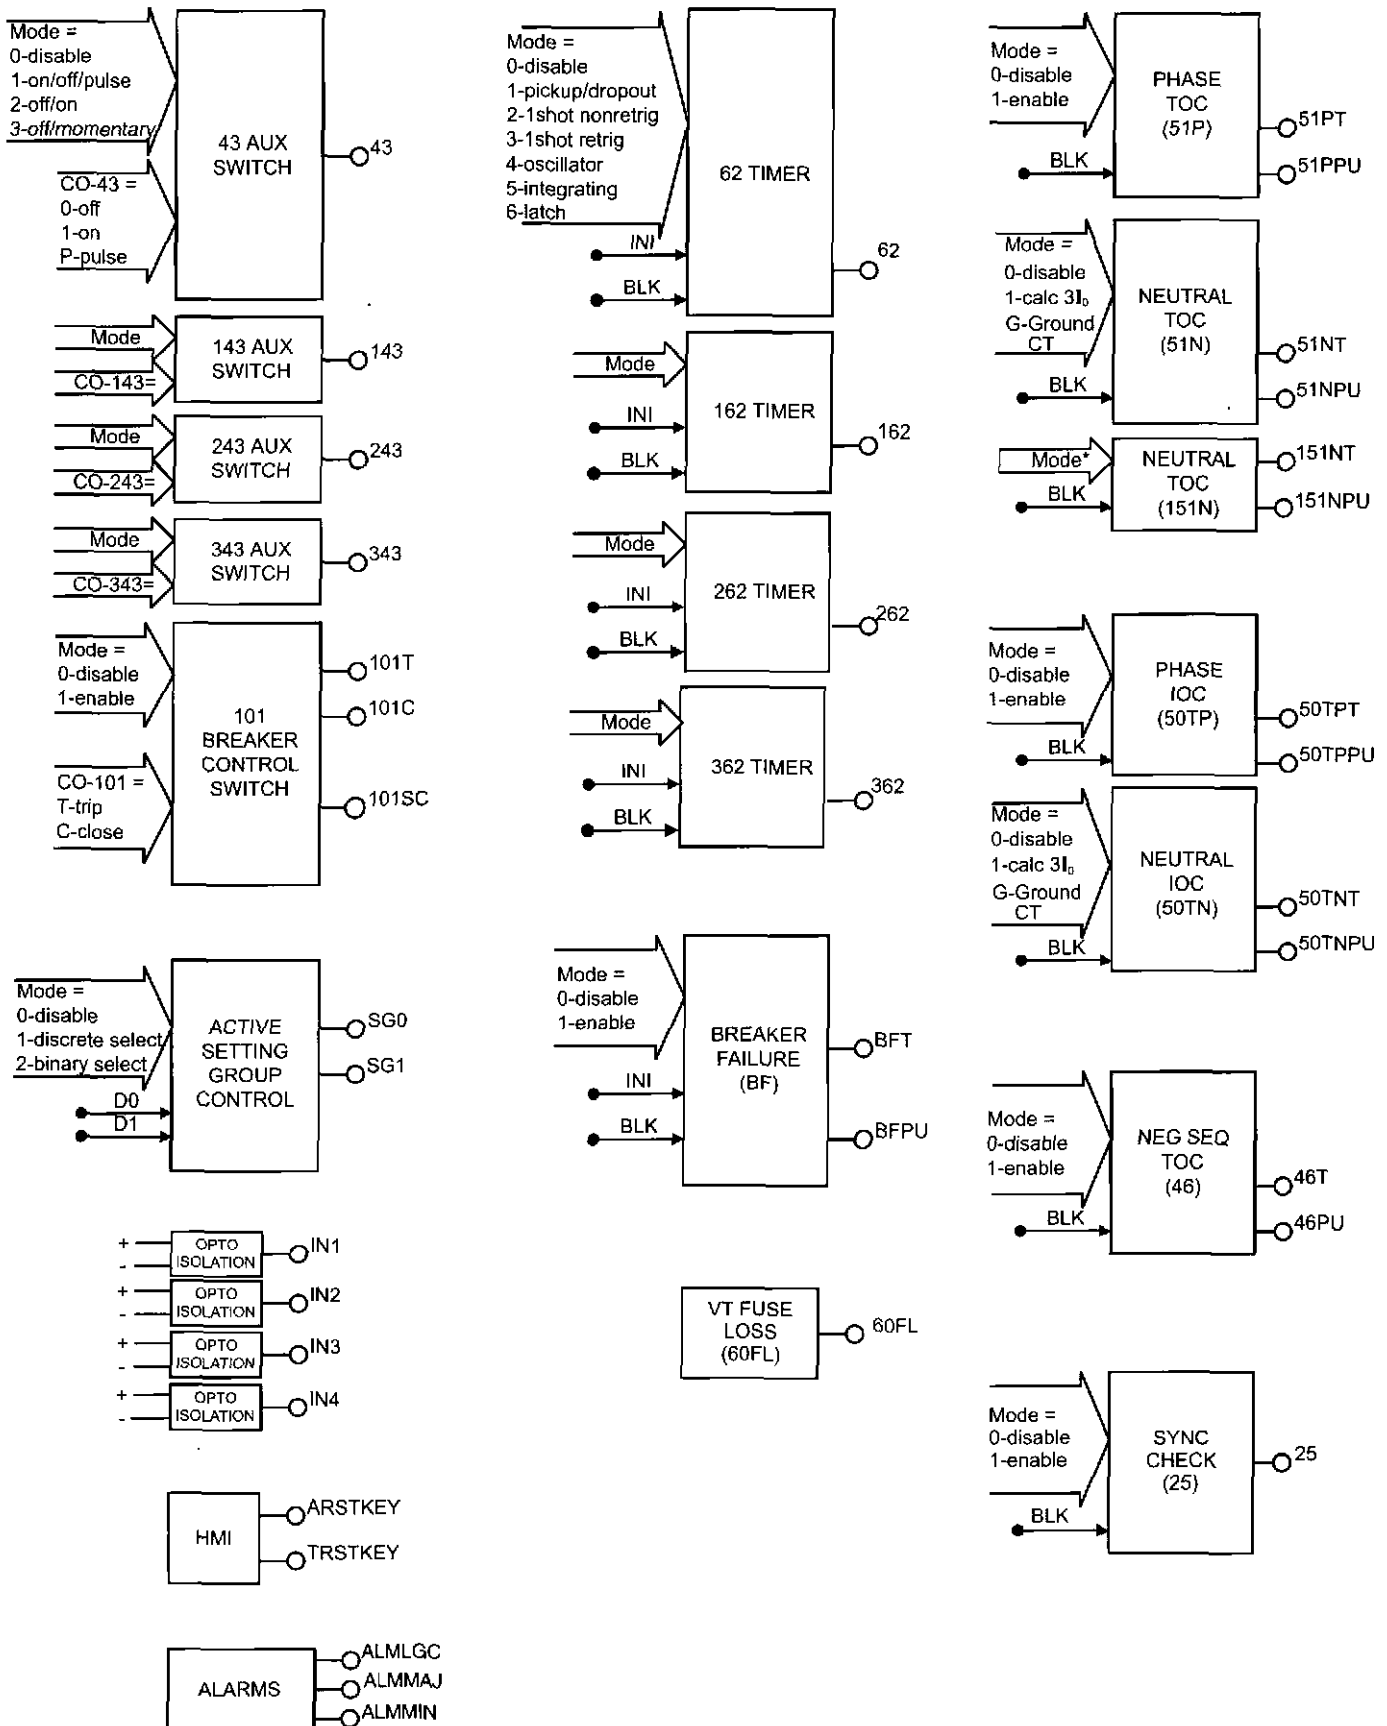 Mode =
0-disable
1-on/off/pulse
2-off/on
3-off/momentary
CO-43 =
0-off
1-on
P-pulse
43 AUX
SWITCH
43
Mode
CO-143=
143 AUX
SWITCH
143
Mode
CO-243=
243 AUX
SWITCH
243
Mode
CO-343=
343 AUX
SWITCH
343
Mode =
0-disable
1-enable
CO-101 =
T-trip
C-close
101
BREAKER
CONTROL
SWITCH
101T
101C
101SC
Mode =
0-disable
1-discrete select
2-binary select
D0
D1
ACTIVE
SETTING
GROUP
CONTROL
SG0
SG1
+
-
OPTO
ISOLATION
IN1
+
-
OPTO
ISOLATION
IN2
+
-
OPTO
ISOLATION
IN3
+
-
OPTO
ISOLATION
IN4
HMI
ARSTKEY
TRSTKEY
ALARMS
ALMLGC
ALMMAJ
ALMMIN
Mode =
0-disable
1-pickup/dropout
2-1shot nonretrig
3-1shot retrig
4-oscillator
5-integrating
6-latch
INI
BLK
62 TIMER
62
Mode
INI
BLK
162 TIMER
162
Mode
INI
BLK
262 TIMER
262
Mode
INI
BLK
362 TIMER
362
Mode =
0-disable
1-enable
INI
BLK
BREAKER
FAILURE
(BF)
BFT
BFPU
VT FUSE
LOSS
(60FL)
60FL
Mode =
0-disable
1-enable
BLK
PHASE
TOC
(51P)
51PT
51PPU
Mode =
0-disable
1-calc 3I₀
G-Ground
CT
BLK
NEUTRAL
TOC
(51N)
51NT
51NPU
Mode*
BLK
NEUTRAL
TOC
(151N)
151NT
151NPU
Mode =
0-disable
1-enable
BLK
PHASE
IOC
(50TP)
50TPT
50TPPU
Mode =
0-disable
1-calc 3I₀
G-Ground
CT
BLK
NEUTRAL
IOC
(50TN)
50TNT
50TNPU
Mode =
0-disable
1-enable
BLK
NEG SEQ
TOC
(46)
46T
46PU
Mode =
0-disable
1-enable
BLK
SYNC
CHECK
(25)
25